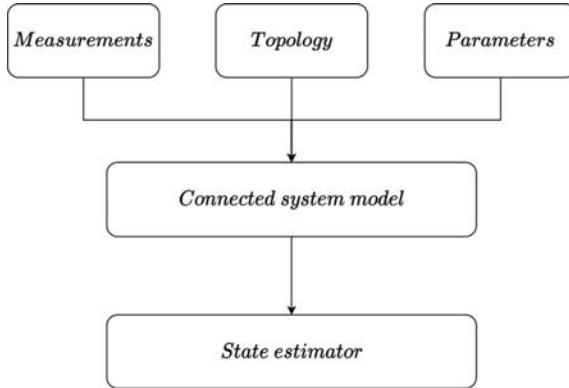 Measurements
Topology
Parameters
Connected system model
State estimator